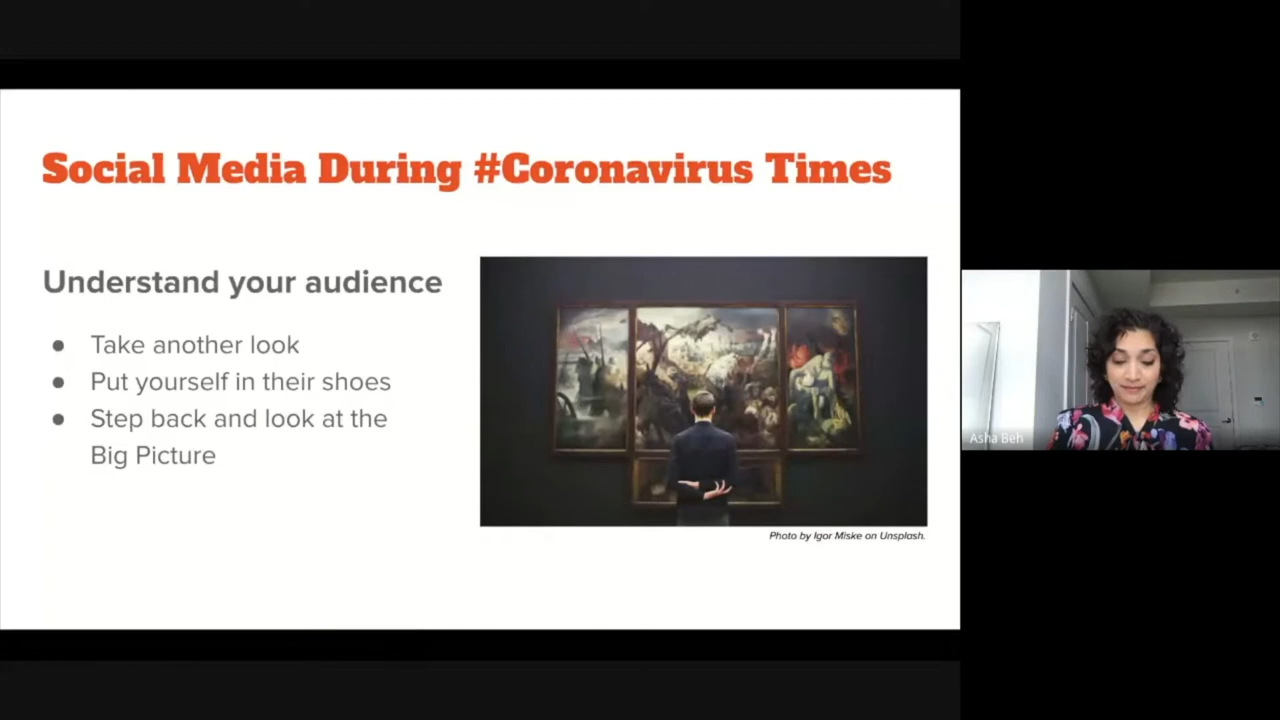 Social Media During #Coronavirus Times
Understand your audience
● Take another look
● Put yourself in their shoes
● Step back and look at the
Big Picture
Photo by Igor Miske on Unsplash.
Asha Beh